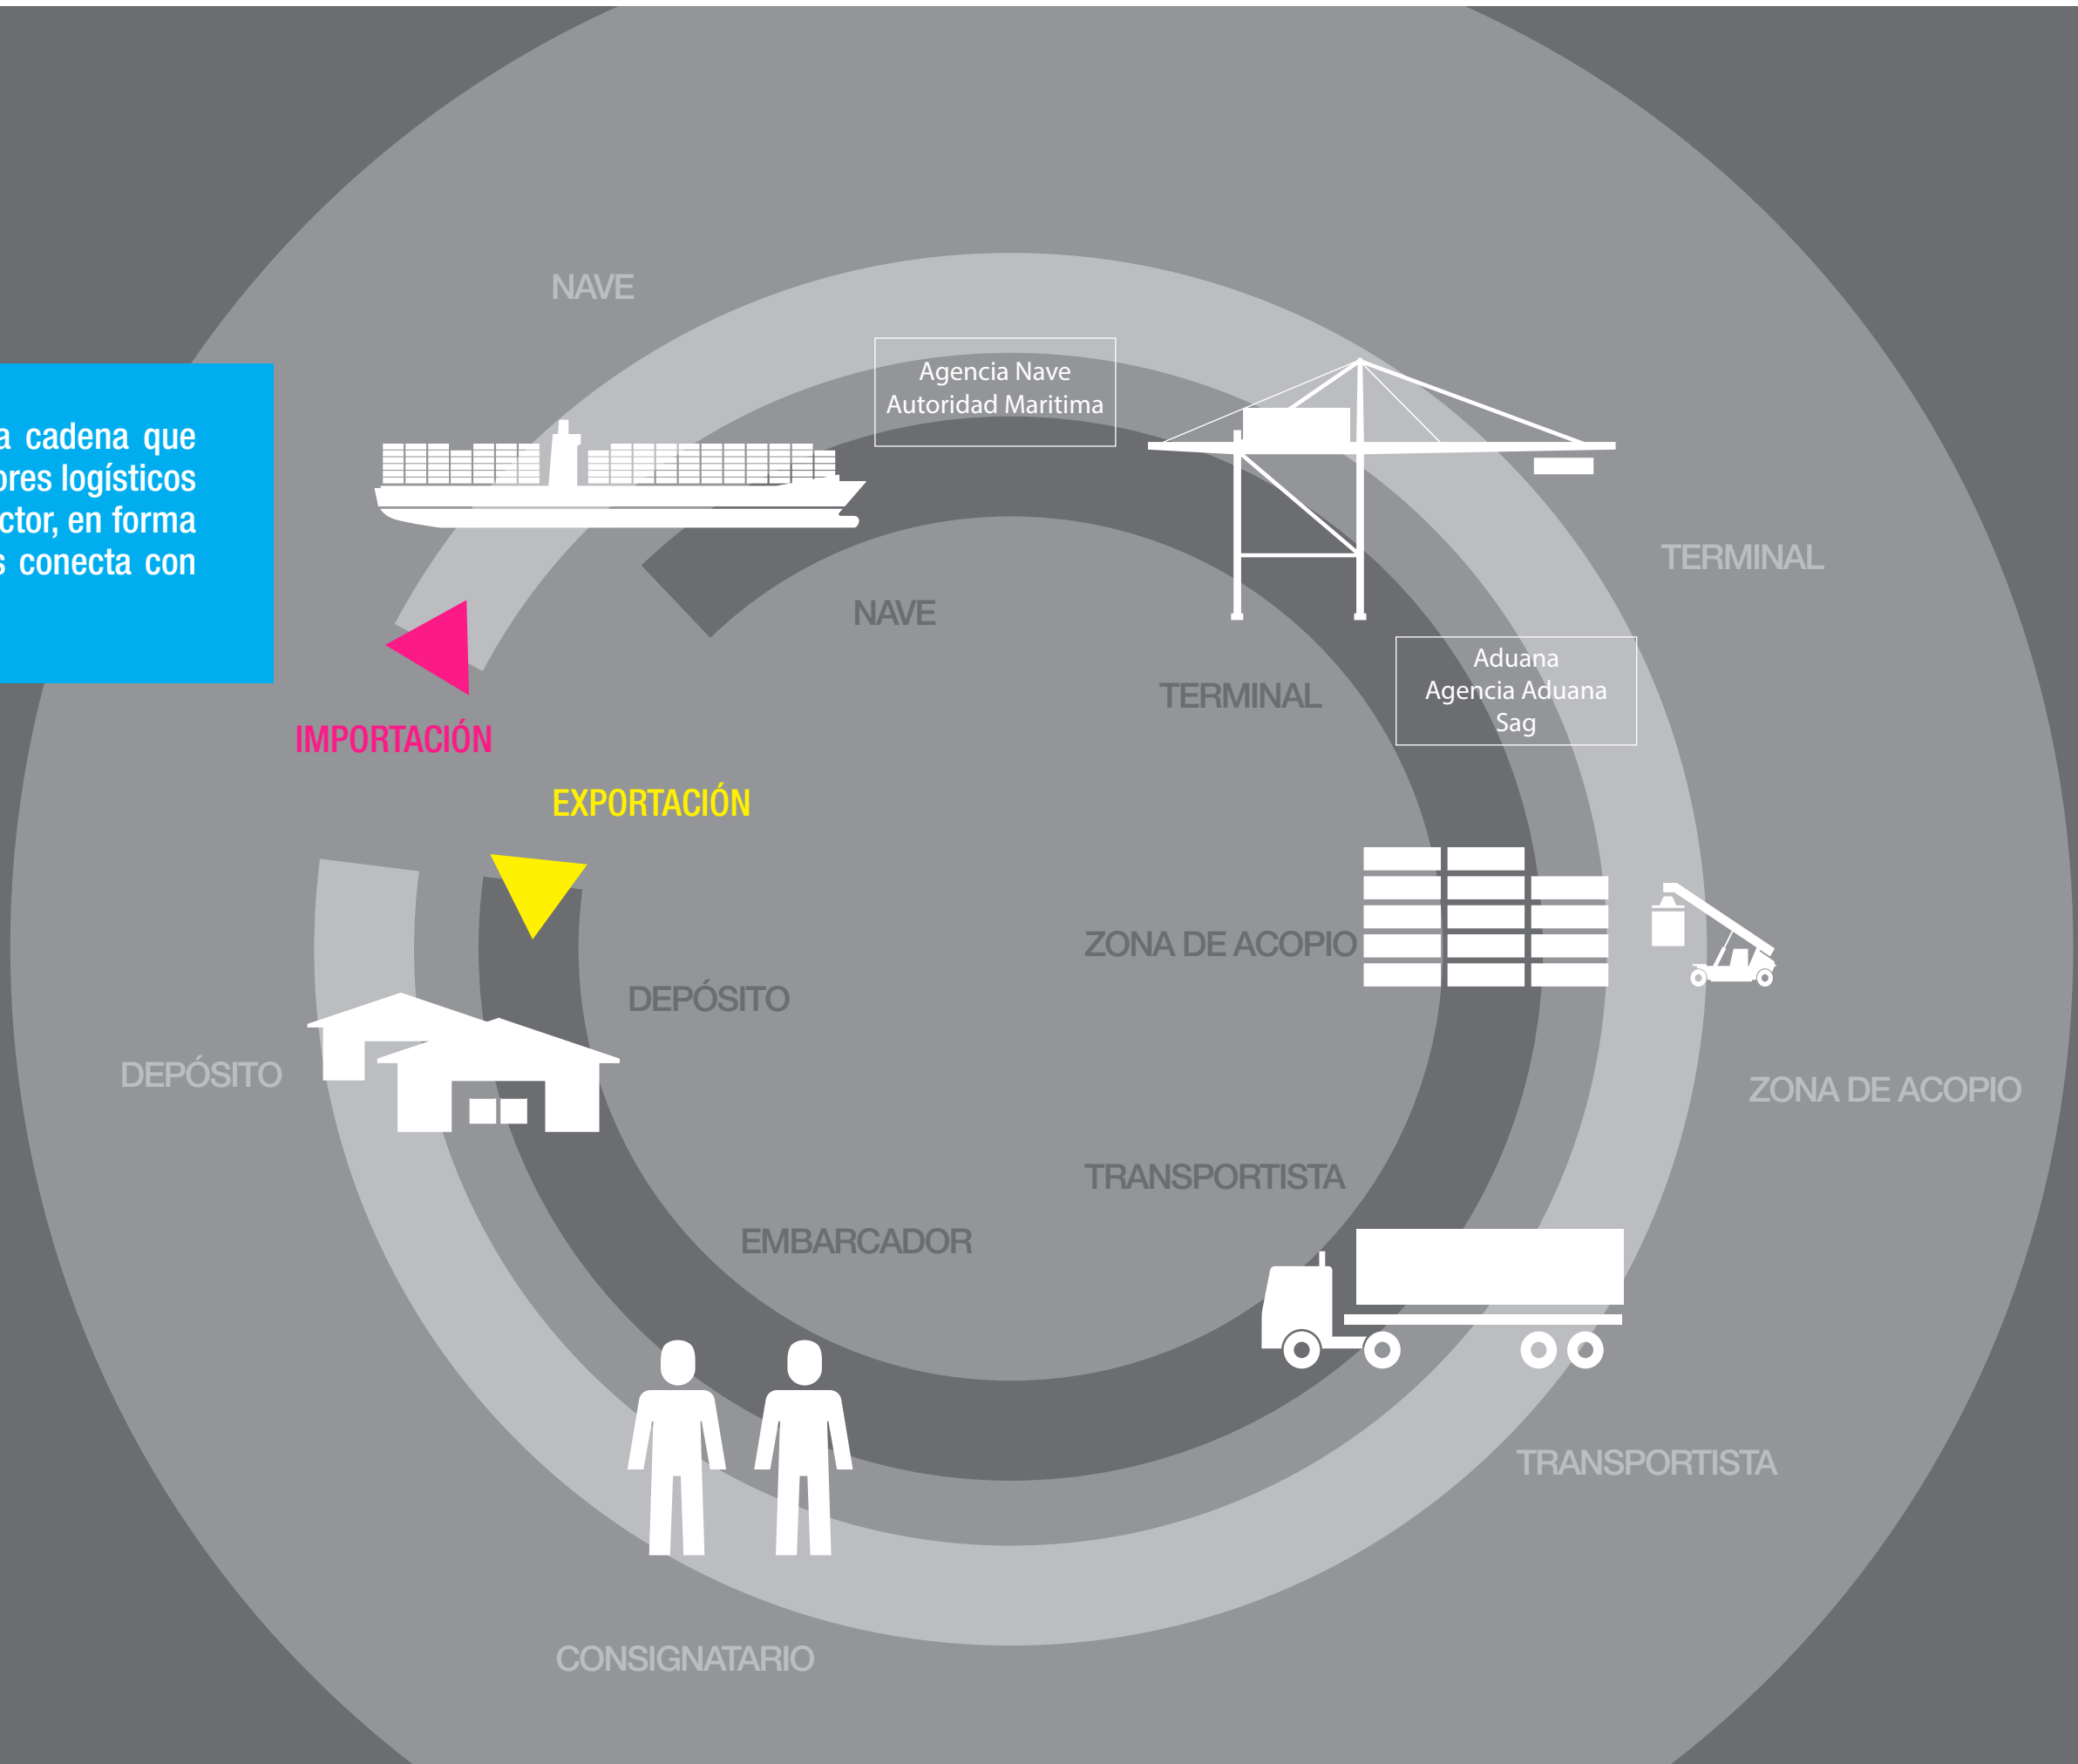 NAVE
Agencia Nave
Autoridad Maritima
a cadena que
ores logísticos
ctor, en forma
s conecta con
TERMINAL
NAVE
Aduana
Agencia Aduana
Sag
TERMINAL
IMPORTACIÓN
EXPORTACIÓN
ZONA DE ACOPIO
DEPÓSITO
DEPÓSITO
ZONA DE ACOPIO
TRANSPORTISTA
EMBARCADOR
TRANSPORTISTA
CONSIGNATARIO